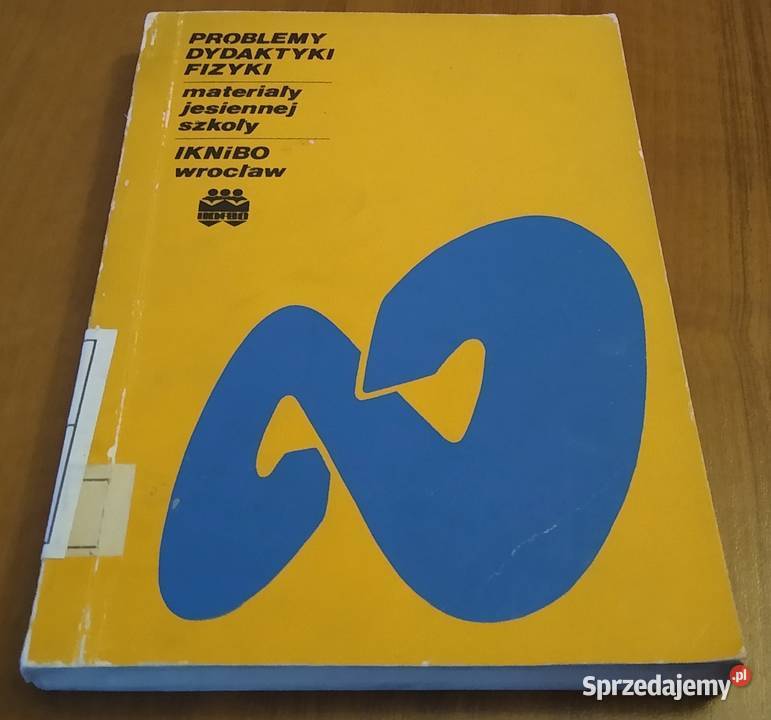 PROBLEMY
DYDAKTYKI
FIZYKI
materiały
jesiennej
szkoły
IKNiBO
wrocław
Sprzedajemy.pl